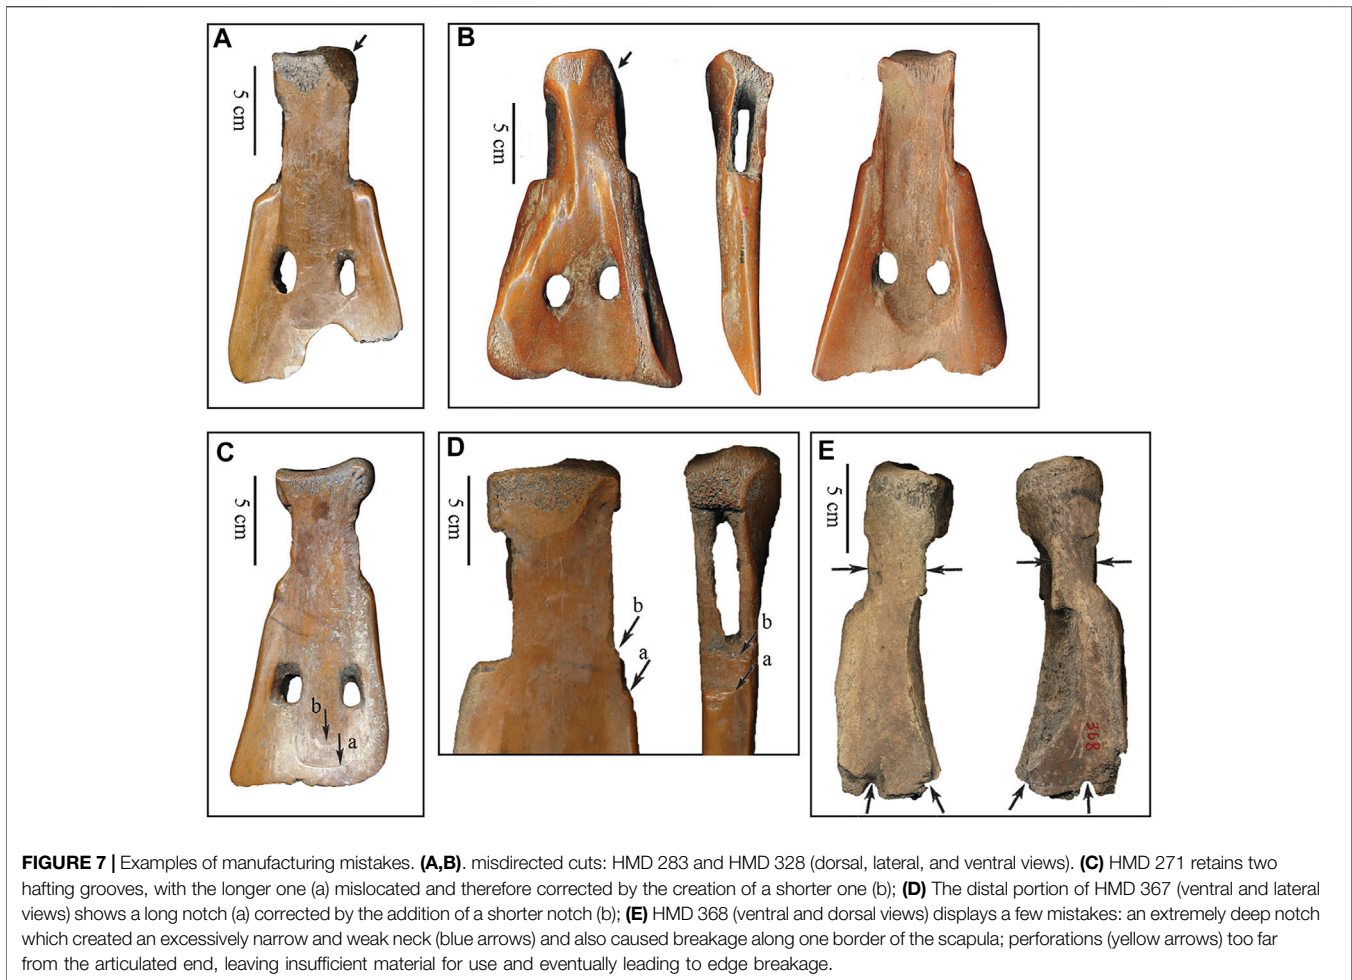 A
5 cm
B
5 cm
C
5 cm
b
a
D
5 cm
b
a
b
a
E
5 cm
368
FIGURE 7 | Examples of manufacturing mistakes. (A,B). misdirected cuts: HMD 283 and HMD 328 (dorsal, lateral, and ventral views). (C) HMD 271 retains two
hafting grooves, with the longer one (a) mislocated and therefore corrected by the creation of a shorter one (b); (D) The distal portion of HMD 367 (ventral and lateral
views) shows a long notch (a) corrected by the addition of a shorter notch (b); (E) HMD 368 (ventral and dorsal views) displays a few mistakes: an extremely deep notch
which created an excessively narrow and weak neck (blue arrows) and also caused breakage along one border of the scapula; perforations (yellow arrows) too far
from the articulated end, leaving insufficient material for use and eventually leading to edge breakage.